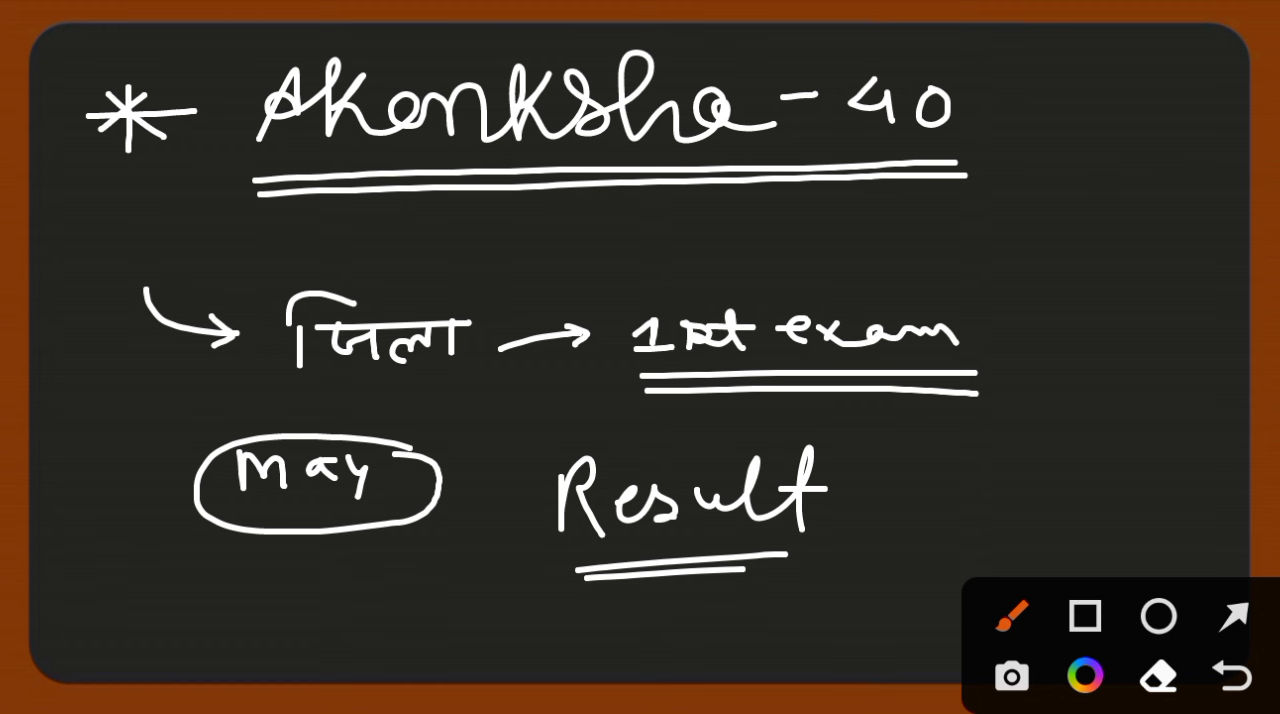 * Akanksha - 40
↳ जिला → 1st exam
May Result